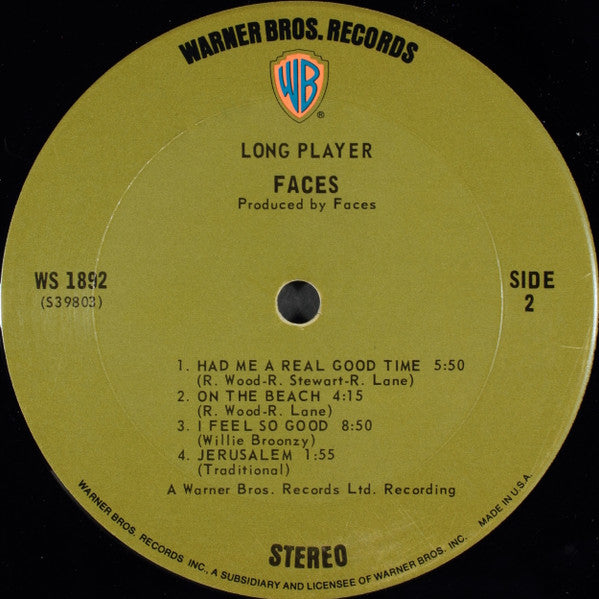 WARNER BROS. RECORDS
WB
®
LONG PLAYER
FACES
Produced by Faces
WS 1892
(S39803)
SIDE
2
1. HAD ME A REAL GOOD TIME 5:50
(R. Wood-R. Stewart-R. Lane)
2. ON THE BEACH 4:15
(R. Wood-R. Lane)
3. I FEEL SO GOOD 8:50
(Willie Broonzy)
4. JERUSALEM 1:55
(Traditional)
A Warner Bros. Records Ltd. Recording
STEREO
WARNER BROS. RECORDS INC., A SUBSIDIARY AND LICENSEE OF WARNER BROS. INC. MADE IN U.S.A.